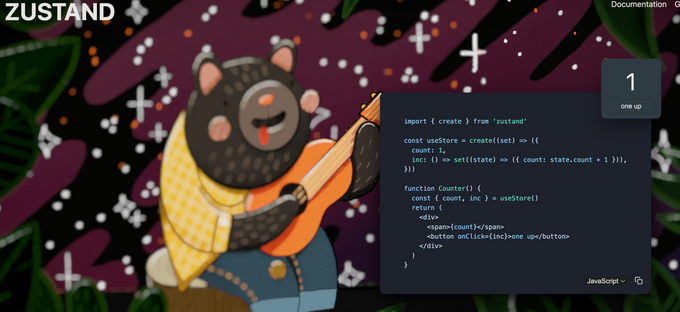 ZUSTAND
Documentation G
1
one up
import { create } from 'zustand'
const useStore = create((set) => ({
  count: 1,
  inc: () => set((state) => ({ count: state.count + 1 })),
}))
function Counter() {
  const { count, inc } = useStore()
  return (
    <div>
      <span>{count}</span>
      <button onClick={inc}>one up</button>
    </div>
  )
}
JavaScript